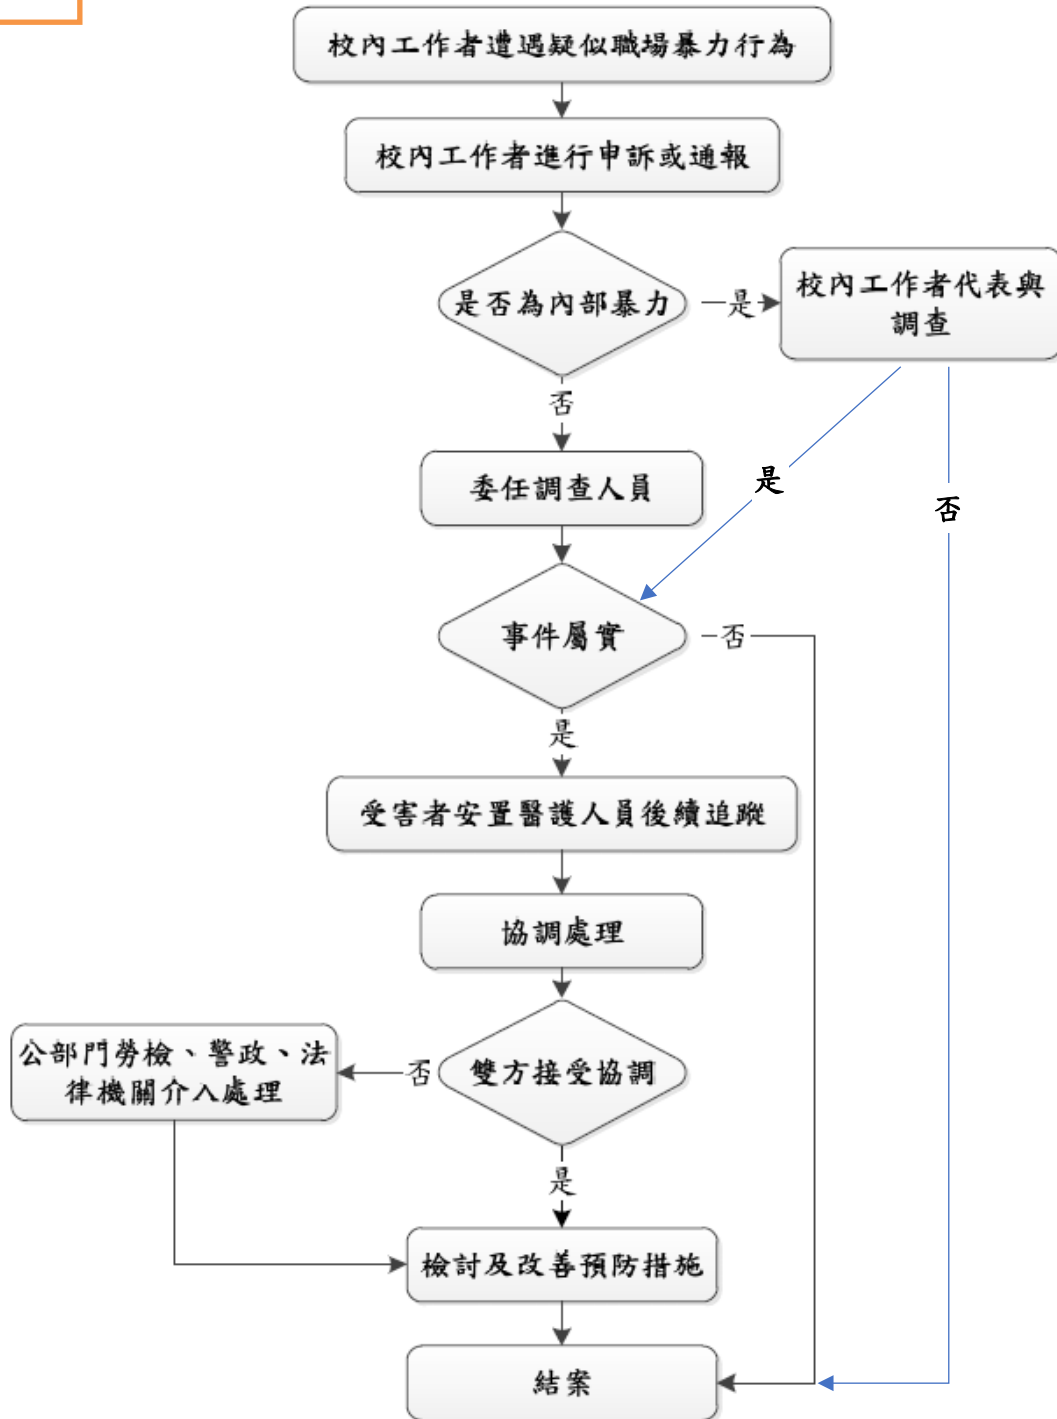 校內工作者遭遇疑似職場暴力行為
校內工作者進行申訴或通報
是否為內部暴力
是
校內工作者代表與
調查
否
委任調查人員
是
否
事件屬實
否
是
受害者安置醫護人員後續追蹤
協調處理
公部門勞檢、警政、法
律機關介入處理
否
雙方接受協調
是
檢討及改善預防措施
結案